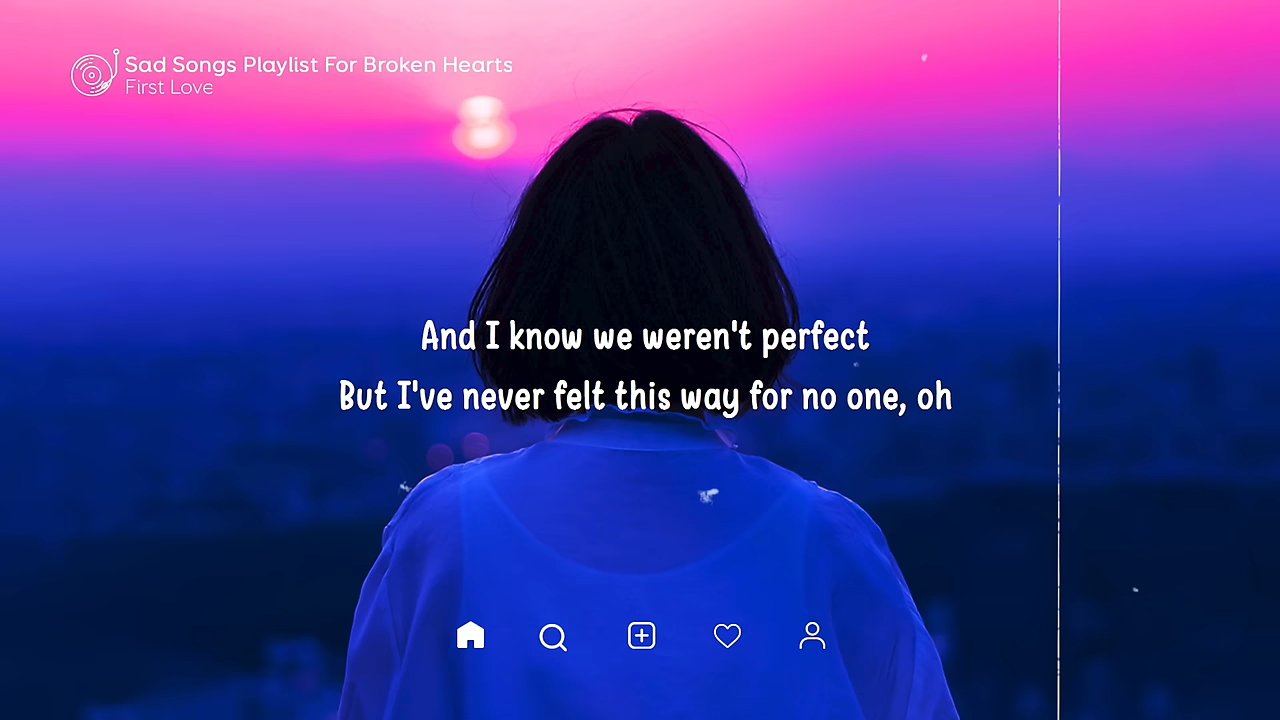 Sad Songs Playlist For Broken Hearts
First Love
And I know we weren't perfect
But I've never felt this way for no one, oh